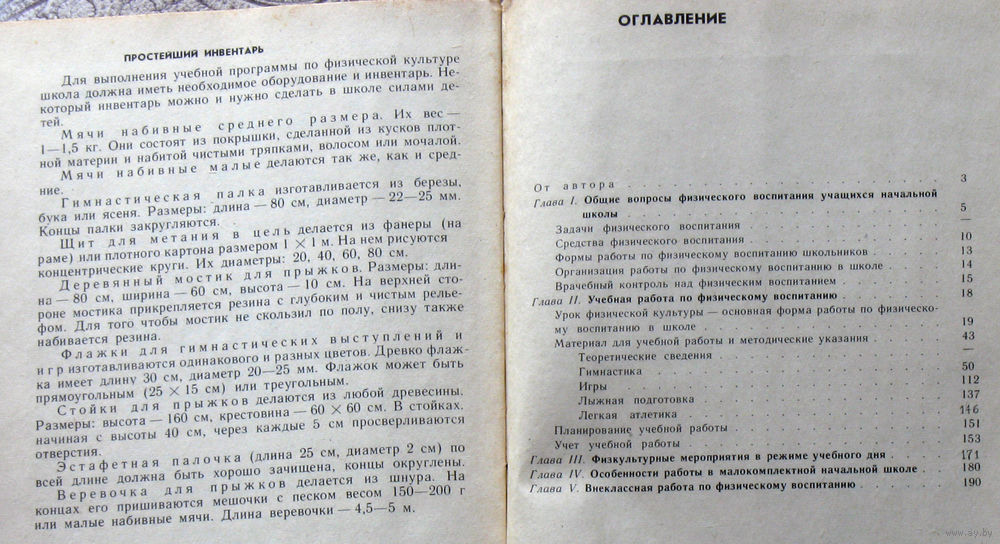 ПРОСТЕЙШИЙ ИНВЕНТАРЬ
Для выполнения учебной программы по физической культуре
школа должна иметь необходимое оборудование и инвентарь. Не-
который инвентарь можно и нужно сделать в школе силами де-
тей.
Мячи набивные среднего размера. Их вес —
1—1,5 кг. Они состоят из покрышки, сделанной из кусков плот-
ной материи и набитой чистыми тряпками, волосом или мочалой.
Мячи набивные малые делаются так же, как и сред-
ние.
Гимнастическая палка изготавливается из березы,
бука или ясеня. Размеры: длина — 80 см, диаметр — 22—25 мм.
Концы палки закругляются.
Щит для метания в цель делается из фанеры (на
раме) или плотного картона размером 1 × 1 м. На нем рисуются
концентрические круги. Их диаметры: 20, 40, 60, 80 см.
Деревянный мостик для прыжков. Размеры: дли-
на — 80 см, ширина — 60 см, высота — 10 см. На верхней сто-
роне мостик прикрепляется резина с глубоким и чистым релье-
фом. Для того чтобы мостик не скользил по полу, снизу также
набивается резина.
Флажки для гимнастических выступлений и
игр изготавливаются одинакового и разных цветов. Древко флаж-
ка имеет длину 30 см, диаметр 20—25 мм. Флажок может быть
прямоугольным (25 × 15 см) или треугольным.
Стойки для прыжков делаются из любой древесины.
Размеры: высота — 160 см, крестовина — 60 × 60 см. В стойках,
начиная с высоты 40 см, через каждые 5 см просверливаются
отверстия.
Эстафетная палочка (длина 25 см, диаметр 2 см) по
всей длине должна быть хорошо зачищена, концы округлены.
Веревочка для прыжков делается из шнура. На
концах его пришиваются мешочки с песком весом 150—200 г
или малые набивные мячи. Длина веревочки — 4,5—5 м.
ОГЛАВЛЕНИЕ
От автора 3
Глава I. Общие вопросы физического воспитания учащихся начальной
школы 5
Задачи физического воспитания —
Средства физического воспитания 10
Формы работы по физическому воспитанию школьников 13
Организация работы по физическому воспитанию в школе 14
Врачебный контроль над физическим воспитанием 15
Глава II. Учебная работа по физическому воспитанию 18
Урок физической культуры — основная форма работы по физическо-
му воспитанию в школе 19
Материал для учебной работы и методические указания 43
Теоретические сведения —
Гимнастика 50
Игры 112
Лыжная подготовка 137
Легкая атлетика 146
Планирование учебной работы 151
Учет учебной работы 153
Глава III. Физкультурные мероприятия в режиме учебного дня 171
Глава IV. Особенности работы в малокомплектной начальной школе 180
Глава V. Внеклассная работа по физическому воспитанию 190
www.ay.by